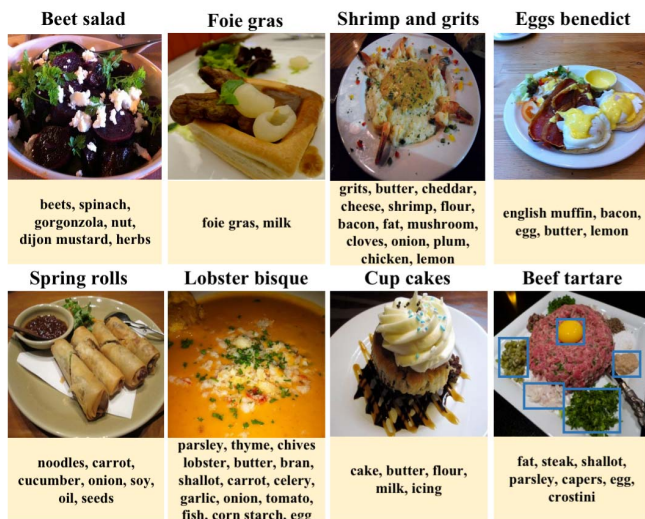 Beet salad
Foie gras
Shrimp and grits
Eggs benedict
beets, spinach,
gorgonzola, nut,
dijon mustard, herbs
foie gras, milk
grits, butter, cheddar,
cheese, shrimp, flour,
bacon, fat, mushroom,
cloves, onion, plum,
chicken, lemon
english muffin, bacon,
egg, butter, lemon
Spring rolls
Lobster bisque
Cup cakes
Beef tartare
noodles, carrot,
cucumber, onion, soy,
oil, seeds
parsley, thyme, chives
lobster, butter, bran,
shallot, carrot, celery,
garlic, onion, tomato,
fish, corn starch, egg
cake, butter, flour,
milk, icing
fat, steak, shallot,
parsley, capers, egg,
crostini